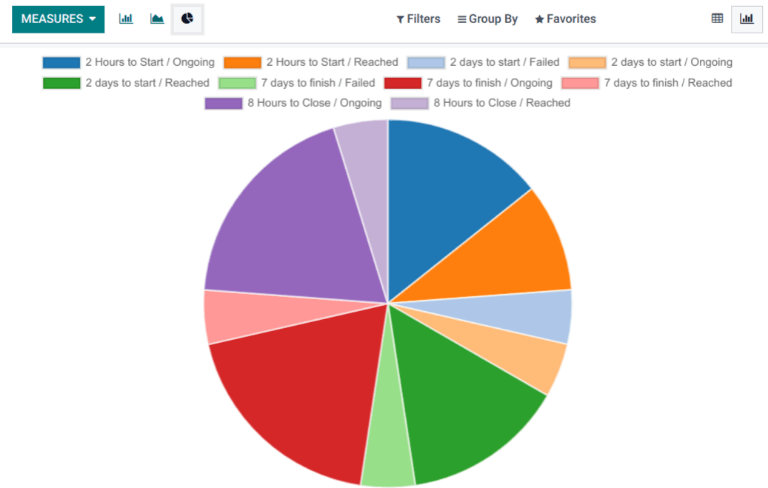 MEASURES Filters Group By Favorites
2 Hours to Start / Ongoing 2 Hours to Start / Reached 2 days to start / Failed 2 days to start / Ongoing
2 days to start / Reached 7 days to finish / Failed 7 days to finish / Ongoing 7 days to finish / Reached
8 Hours to Close / Ongoing 8 Hours to Close / Reached